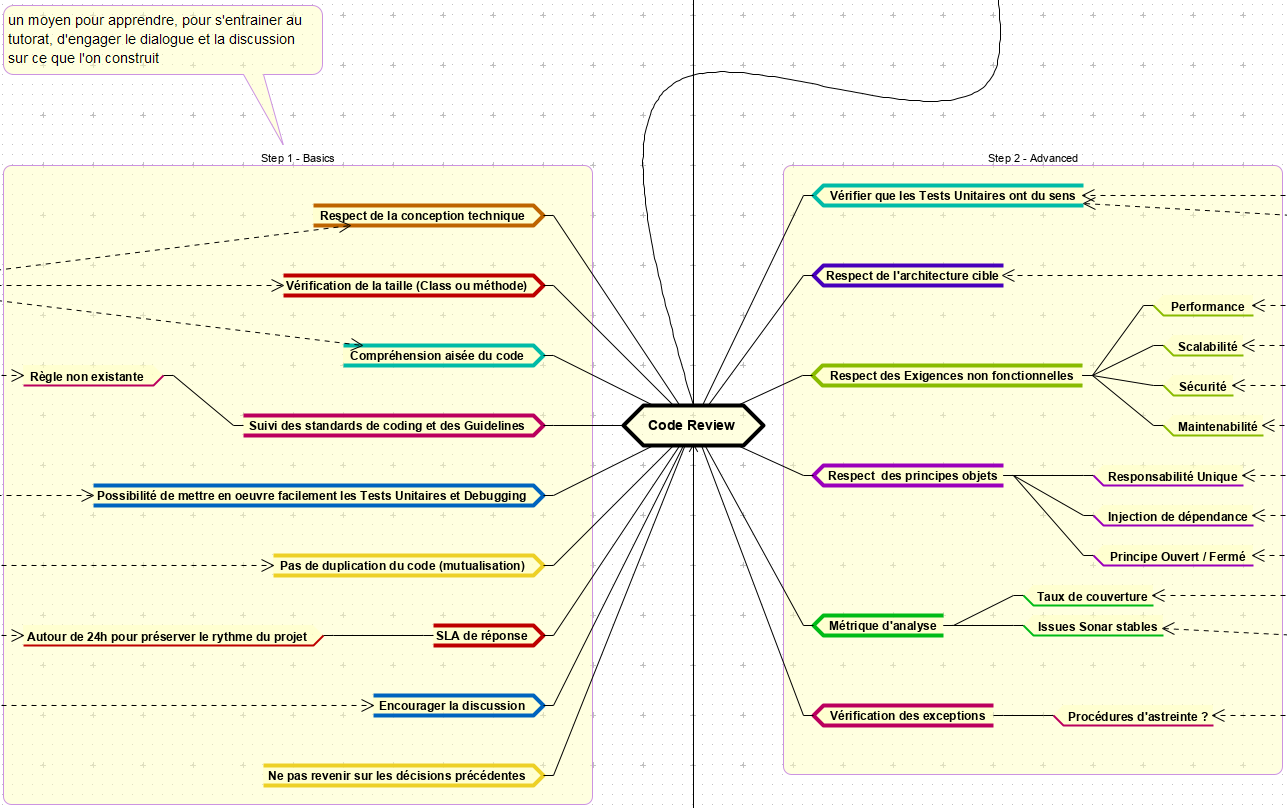 un moyen pour apprendre, pour s'entrainer au
tutorat, d'engager le dialogue et la discussion
sur ce que l'on construit
Step 1 - Basics
Respect de la conception technique
Vérification de la taille (Class ou méthode)
Compréhension aisée du code
Règle non existante
Suivi des standards de coding et des Guidelines
Possibilité de mettre en oeuvre facilement les Tests Unitaires et Debugging
Pas de duplication du code (mutualisation)
Autour de 24h pour préserver le rythme du projet
SLA de réponse
Encourager la discussion
Ne pas revenir sur les décisions précédentes
Code Review
Step 2 - Advanced
Vérifier que les Tests Unitaires ont du sens
Respect de l'architecture cible
Respect des Exigences non fonctionnelles
Performance
Scalabilité
Sécurité
Maintenabilité
Respect des principes objets
Responsabilité Unique
Injection de dépendance
Principe Ouvert / Fermé
Métrique d'analyse
Taux de couverture
Issues Sonar stables
Vérification des exceptions
Procédures d'astreinte ?